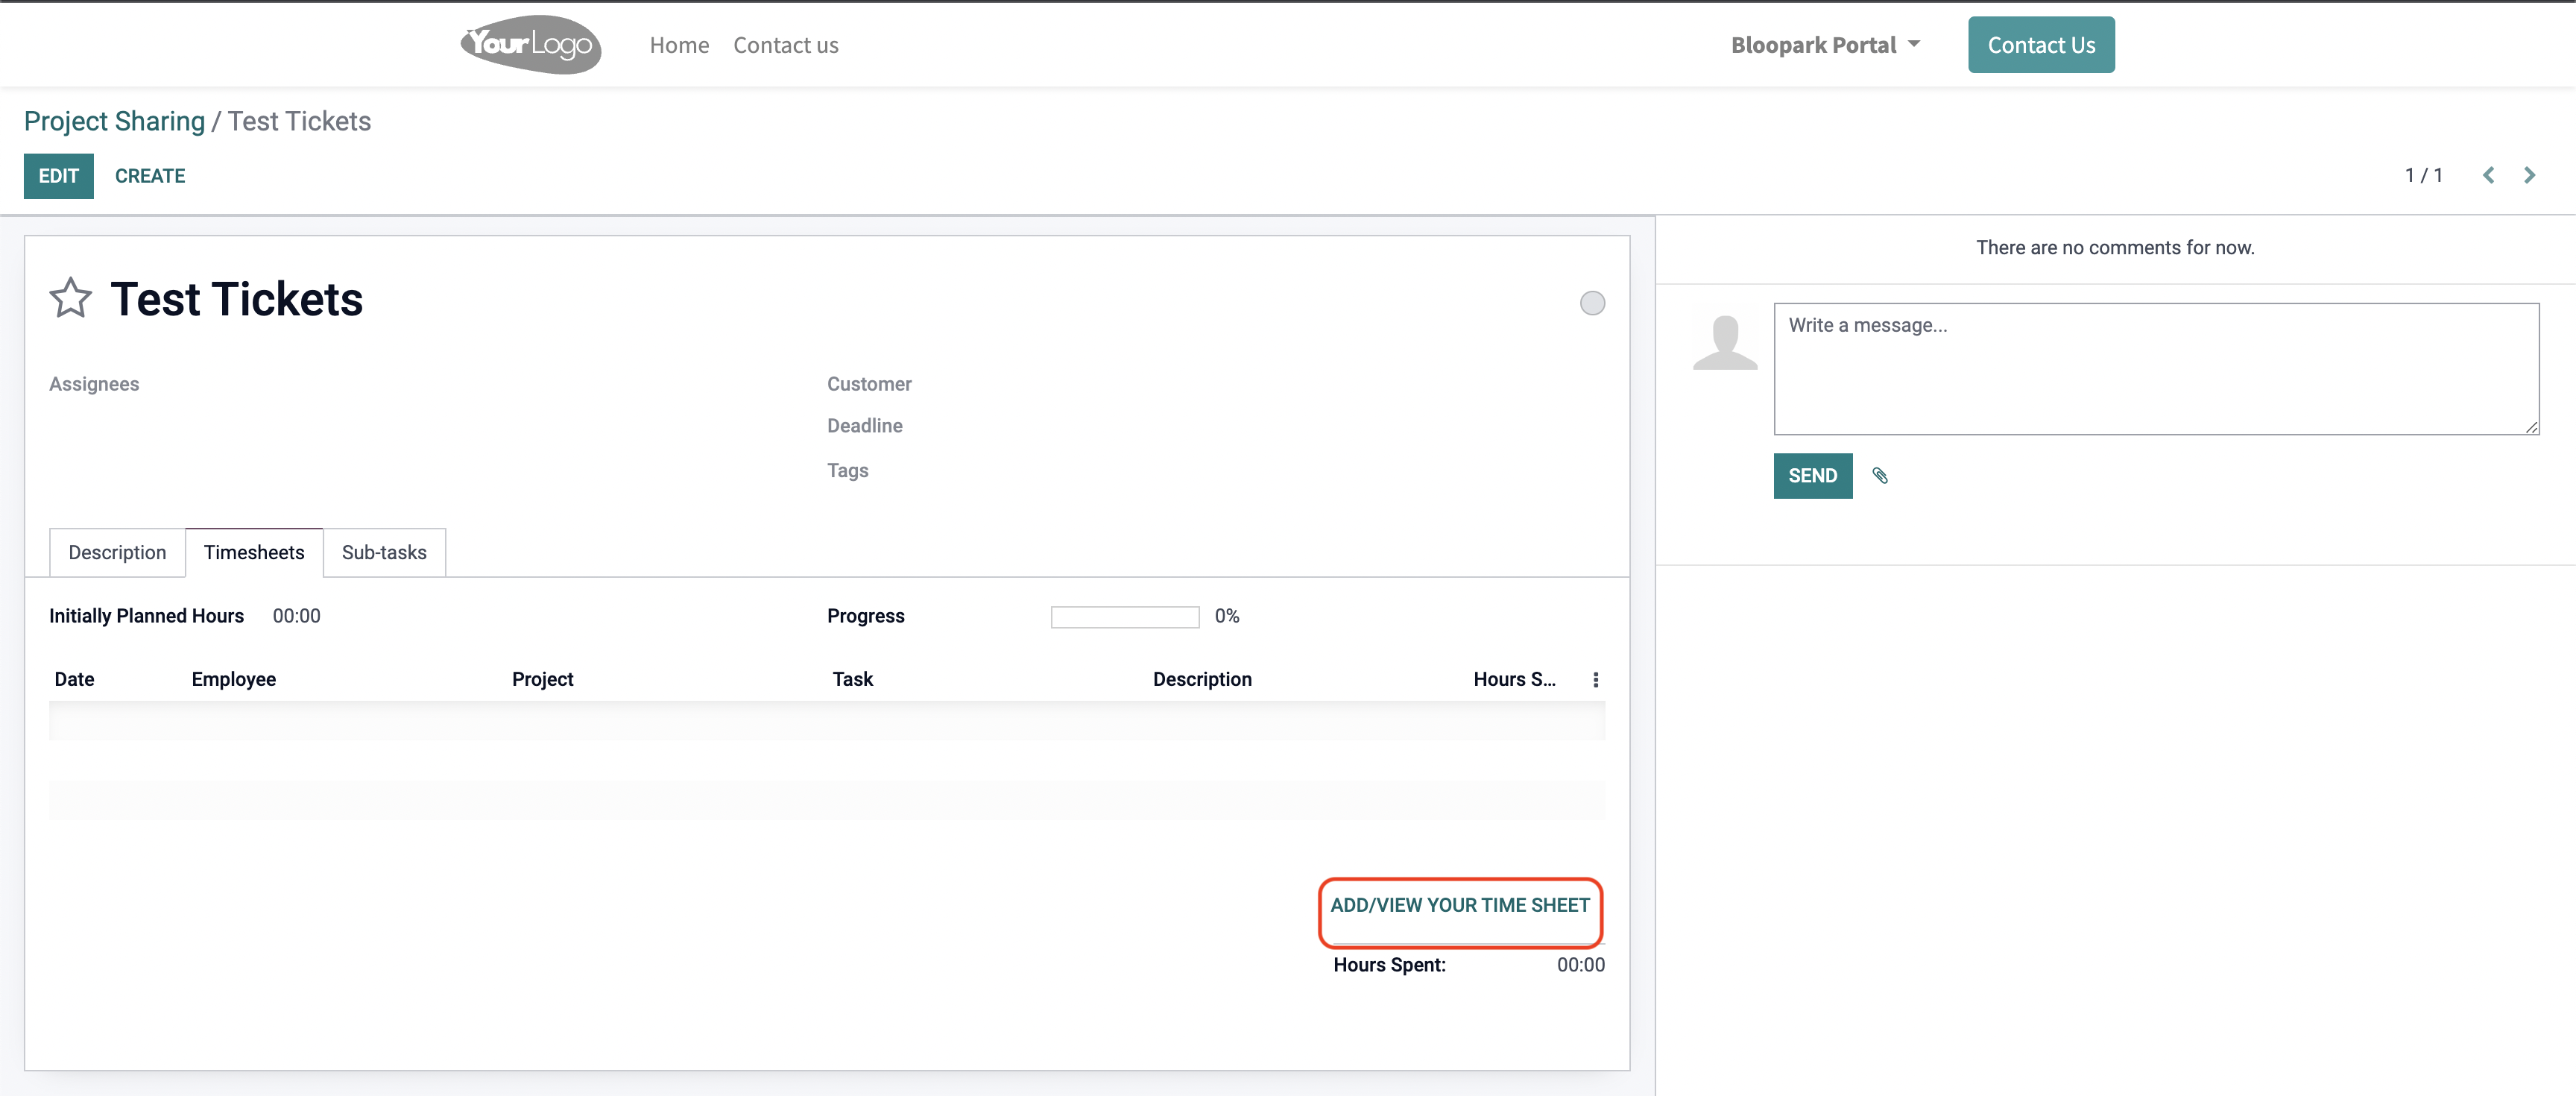 YourLogo Home Contact us Bloopark Portal Contact Us
Project Sharing / Test Tickets
EDIT CREATE 1 / 1
There are no comments for now.
Test Tickets
Write a message...
Assignees Customer
Deadline
Tags
SEND
Description Timesheets Sub-tasks
Initially Planned Hours 00:00 Progress 0%
Date Employee Project Task Description Hours S...
ADD/VIEW YOUR TIME SHEET
Hours Spent: 00:00